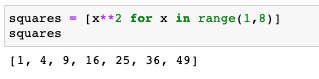 squares = [x**2 for x in range(1,8)]
squares
[1, 4, 9, 16, 25, 36, 49]